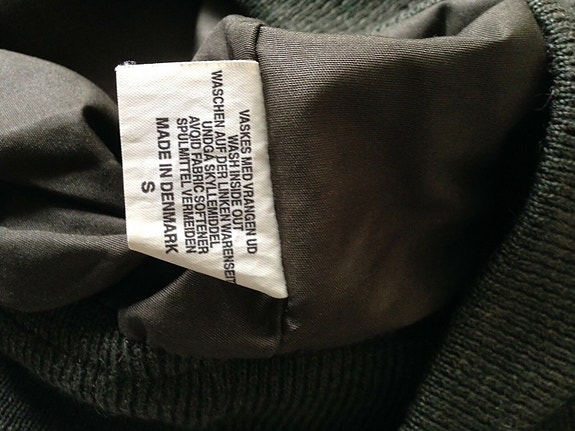 VASKES MED VRANGEN UD
WASH INSIDE OUT
WASCHEN AUF DER LINKEN WARENSEIT
UNDGÅ SKYLLEMIDDEL
AVOID FABRIC SOFTENER
SPÜLMITTEL VERMEIDEN
MADE IN DENMARK
S